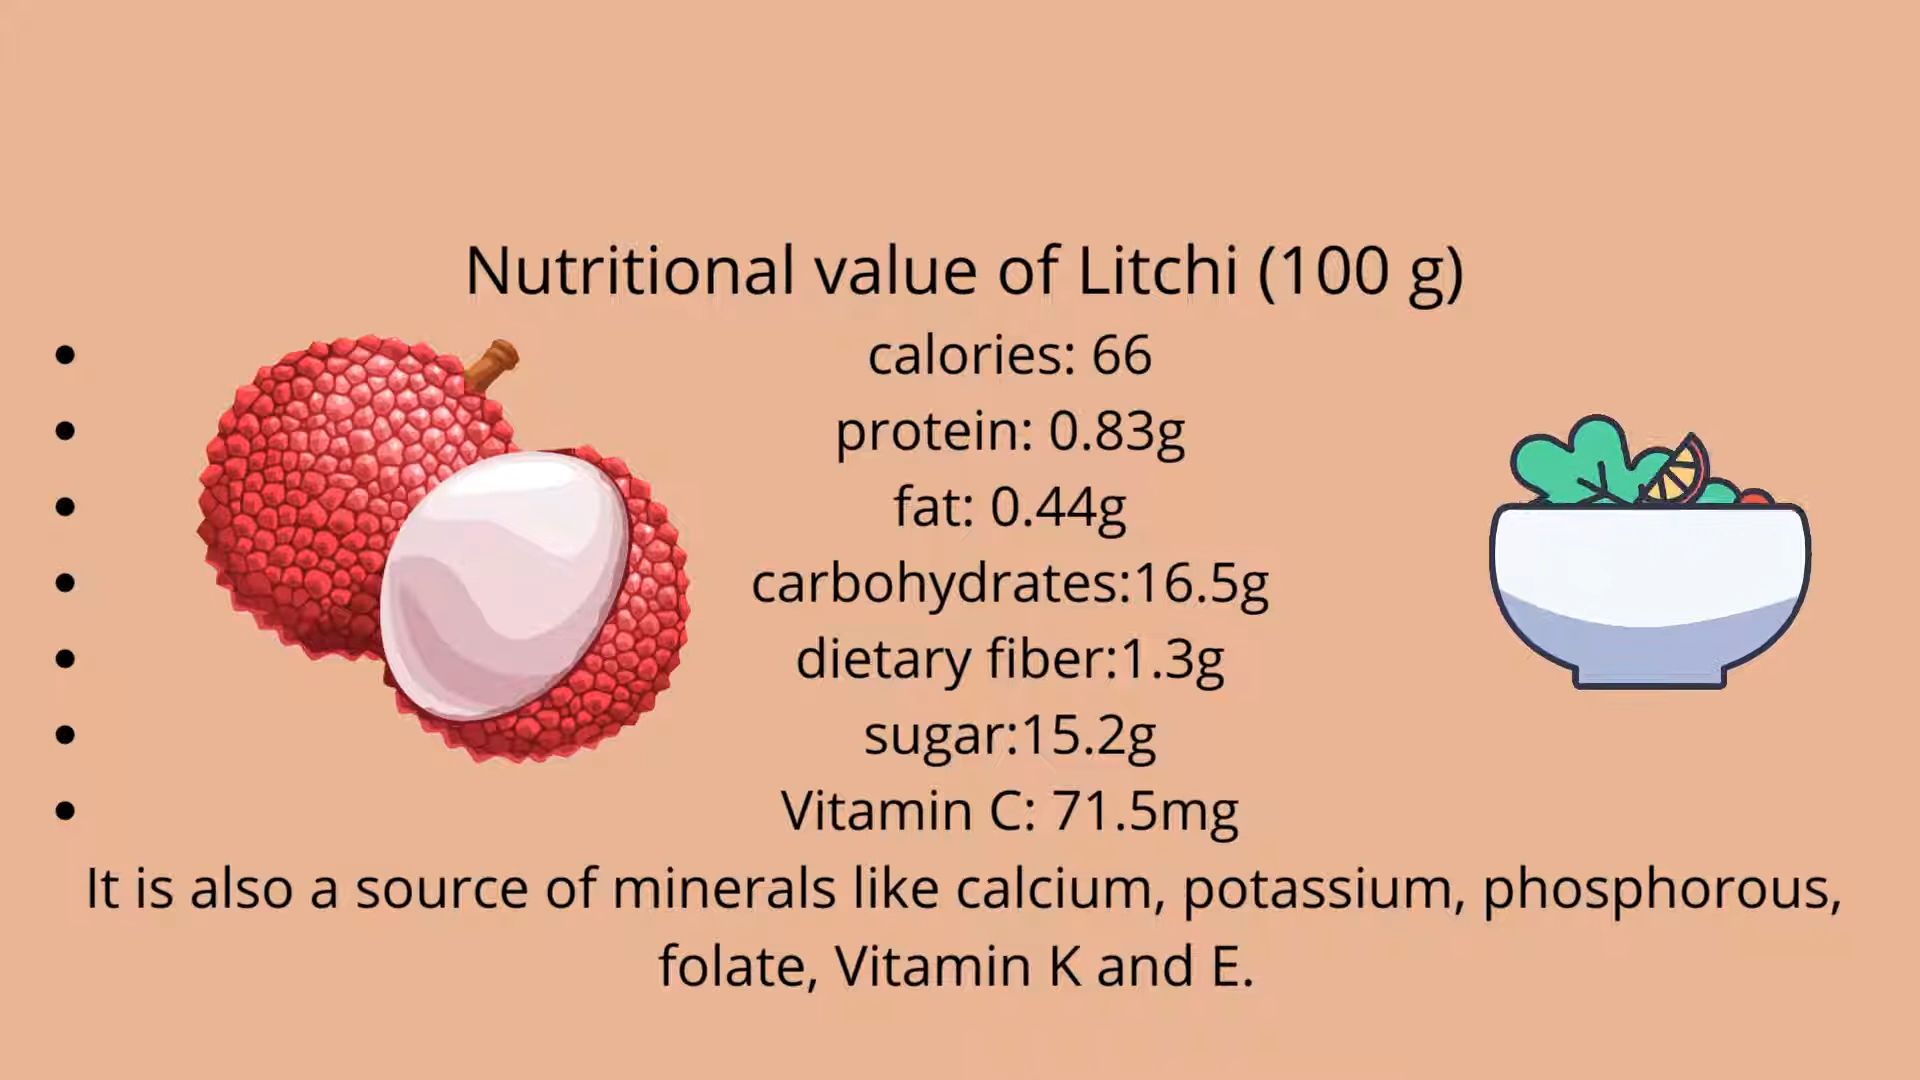 Nutritional value of Litchi (100 g)
• calories: 66
• protein: 0.83g
• fat: 0.44g
• carbohydrates:16.5g
• dietary fiber:1.3g
• sugar:15.2g
• Vitamin C: 71.5mg
It is also a source of minerals like calcium, potassium, phosphorous,
folate, Vitamin K and E.